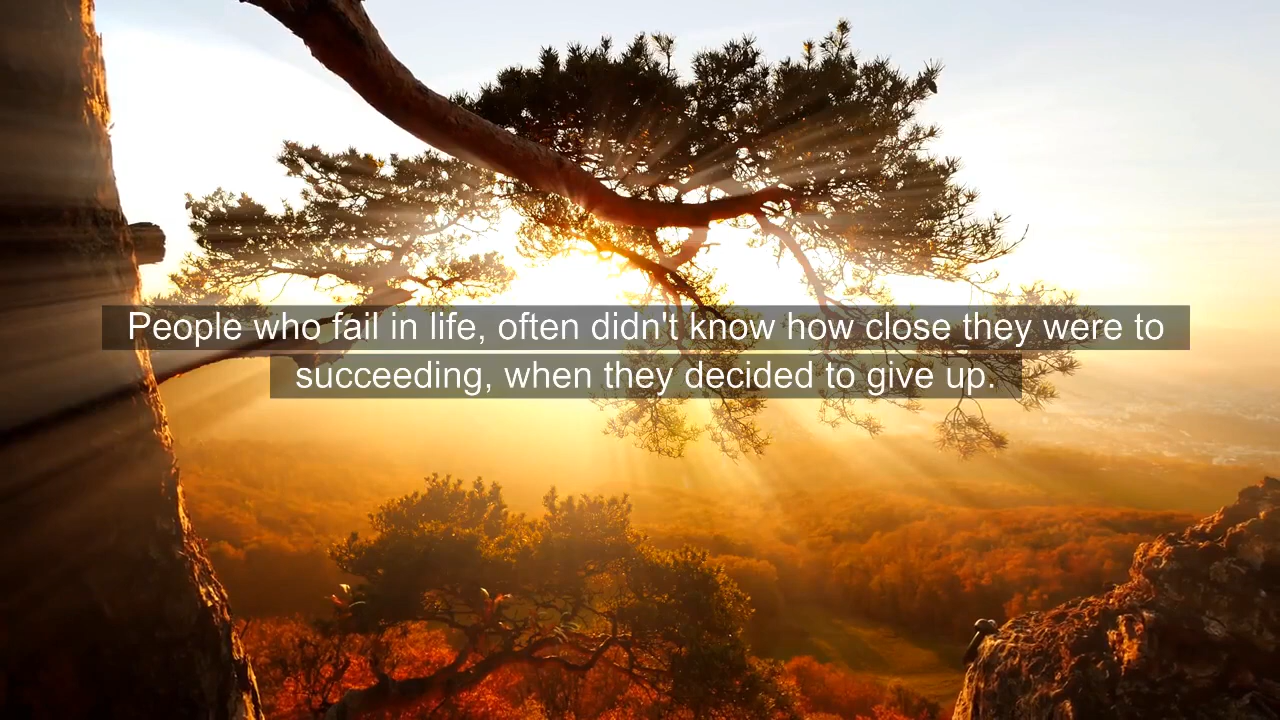 People who fail in life, often didn't know how close they were to
succeeding, when they decided to give up.